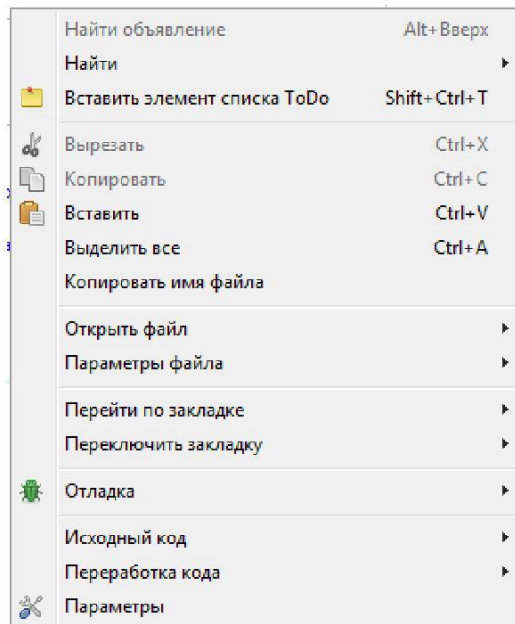 Найти объявление Alt+Вверх
Найти
Вставить элемент списка ToDo Shift+Ctrl+T
Вырезать Ctrl+X
Копировать Ctrl+C
Вставить Ctrl+V
Выделить все Ctrl+A
Копировать имя файла
Открыть файл
Параметры файла
Перейти по закладке
Переключить закладку
Отладка
Исходный код
Переработка кода
Параметры